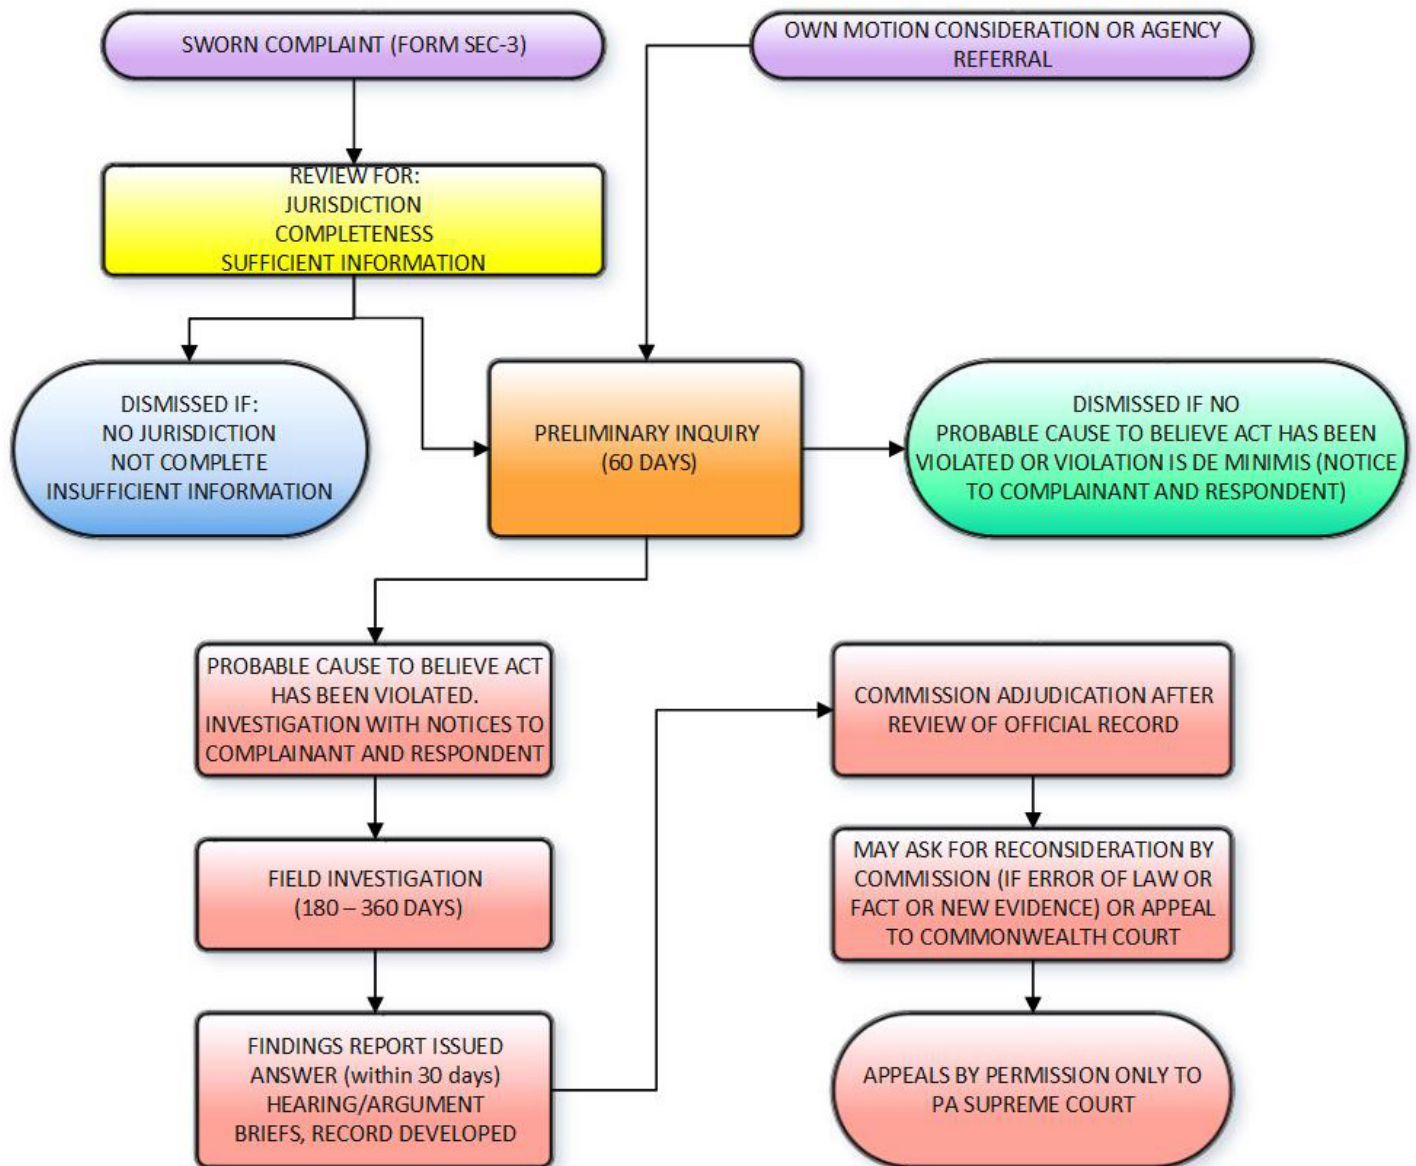 SWORN COMPLAINT (FORM SEC-3)
OWN MOTION CONSIDERATION OR AGENCY
REFERRAL
REVIEW FOR:
JURISDICTION
COMPLETENESS
SUFFICIENT INFORMATION
DISMISSED IF:
NO JURISDICTION
NOT COMPLETE
INSUFFICIENT INFORMATION
PRELIMINARY INQUIRY
(60 DAYS)
DISMISSED IF NO
PROBABLE CAUSE TO BELIEVE ACT HAS BEEN
VIOLATED OR VIOLATION IS DE MINIMIS (NOTICE
TO COMPLAINANT AND RESPONDENT)
PROBABLE CAUSE TO BELIEVE ACT
HAS BEEN VIOLATED.
INVESTIGATION WITH NOTICES TO
COMPLAINANT AND RESPONDENT
FIELD INVESTIGATION
(180 – 360 DAYS)
FINDINGS REPORT ISSUED
ANSWER (within 30 days)
HEARING/ARGUMENT
BRIEFS, RECORD DEVELOPED
COMMISSION ADJUDICATION AFTER
REVIEW OF OFFICIAL RECORD
MAY ASK FOR RECONSIDERATION BY
COMMISSION (IF ERROR OF LAW OR
FACT OR NEW EVIDENCE) OR APPEAL
TO COMMONWEALTH COURT
APPEALS BY PERMISSION ONLY TO
PA SUPREME COURT